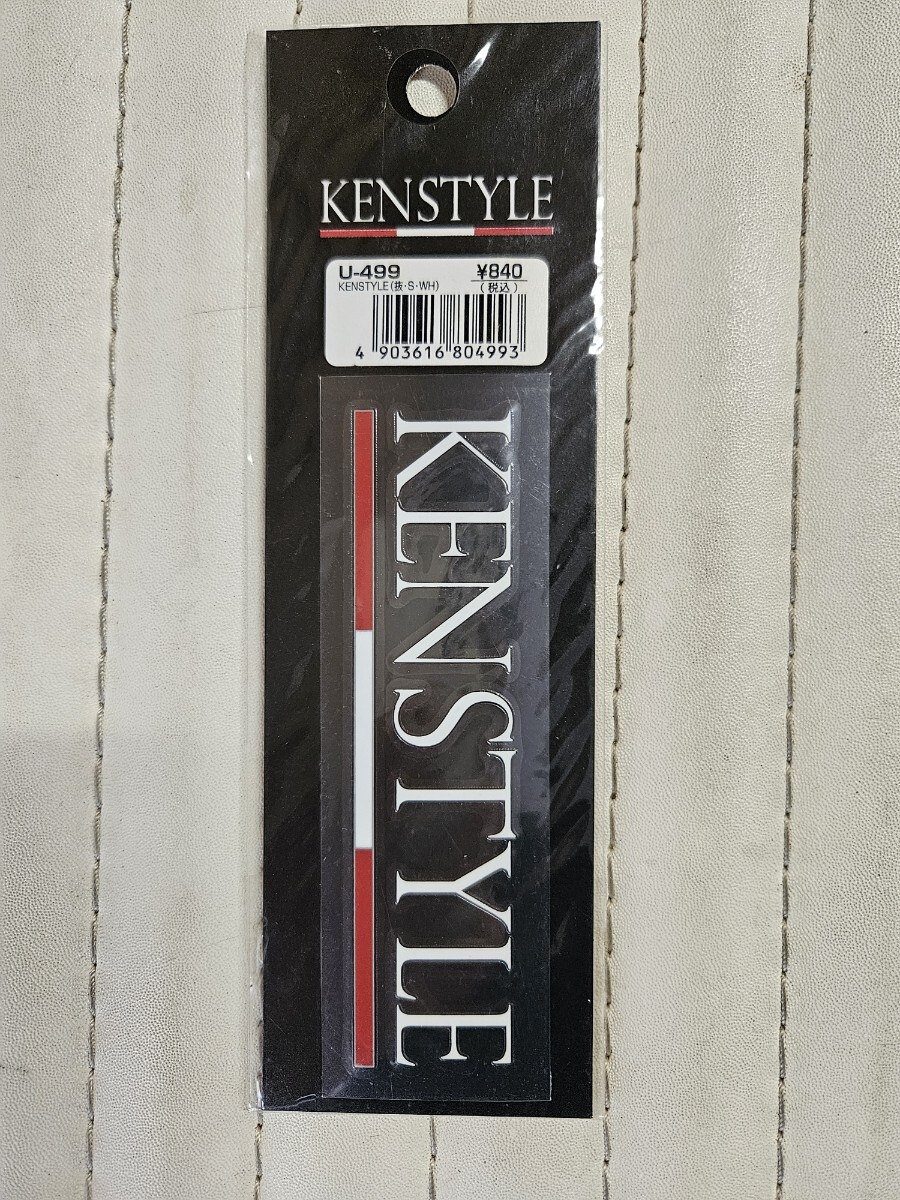 KENSTYLE
U-499 ¥840
KENSTYLE(抜·S·WH) (税込)
4 903616 804993
KENSTYLE